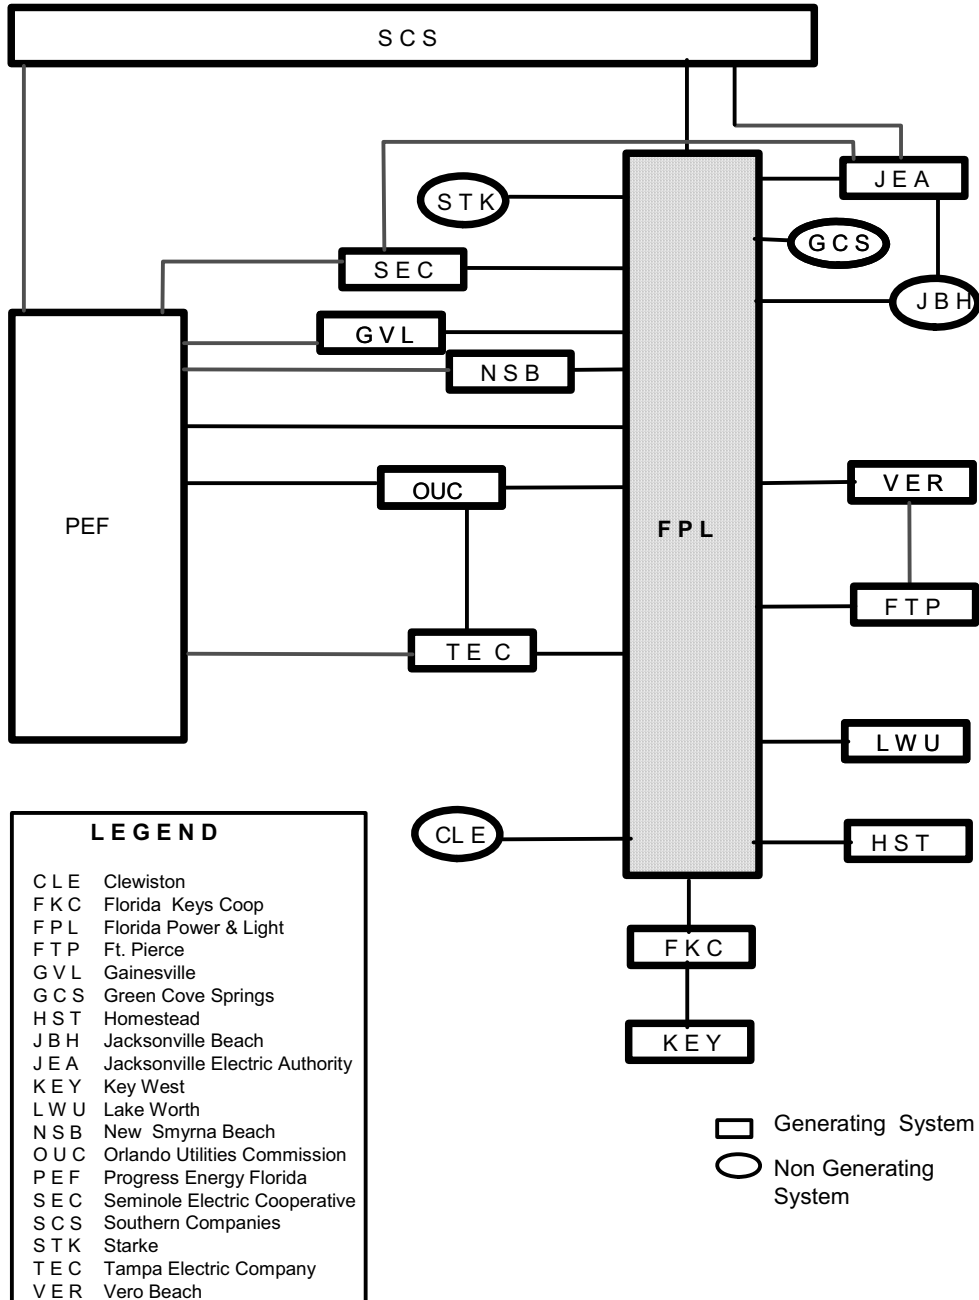 S C S
J E A
S T K
G C S
S E C
J B H
G V L
N S B
V E R
OUC
PEF
F P L
F T P
T E C
L W U
CL E
H S T
F K C
K E Y
L E G E N D
C L E Clewiston
F K C Florida Keys Coop
F P L Florida Power & Light
F T P Ft. Pierce
G V L Gainesville
G C S Green Cove Springs
H S T Homestead
J B H Jacksonville Beach
J E A Jacksonville Electric Authority
K E Y Key West
L W U Lake Worth
N S B New Smyrna Beach
O U C Orlando Utilities Commission
P E F Progress Energy Florida
S E C Seminole Electric Cooperative
S C S Southern Companies
S T K Starke
T E C Tampa Electric Company
V E R Vero Beach
Generating System
Non Generating
System